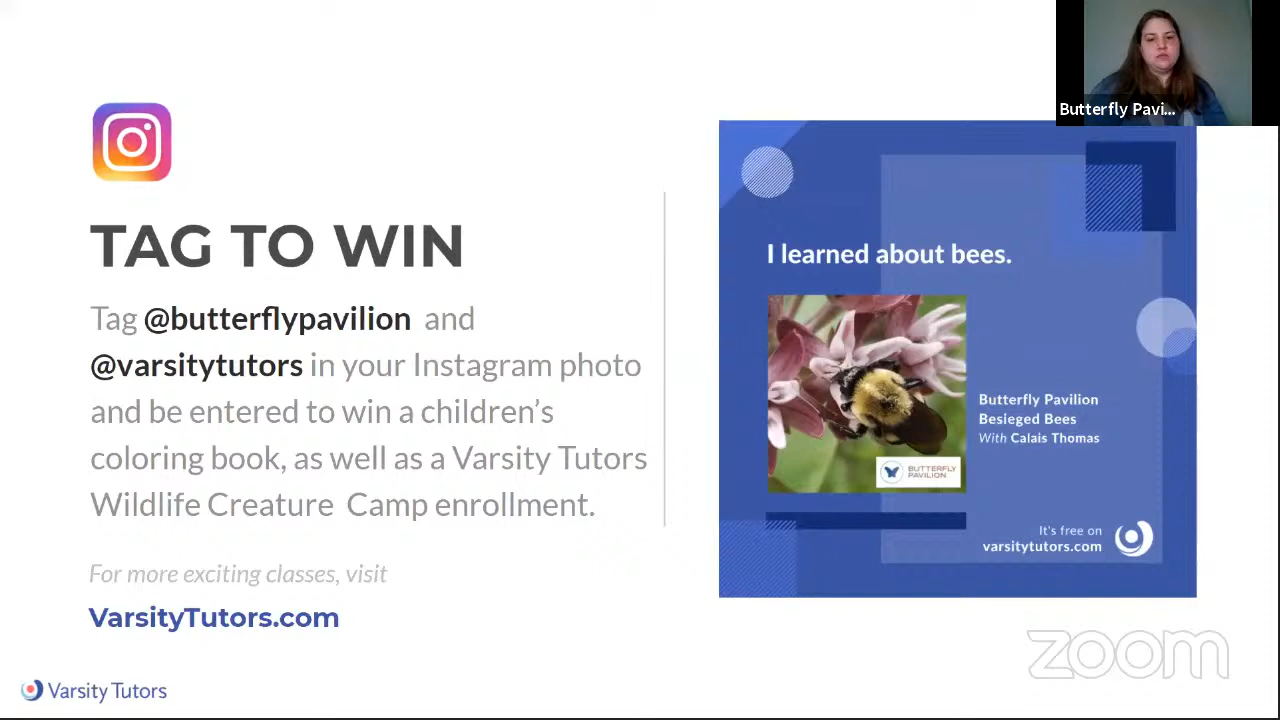 Butterfly Pavi...
TAG TO WIN
Tag @butterflypavilion and
@varsitytutors in your Instagram photo
and be entered to win a children’s
coloring book, as well as a Varsity Tutors
Wildlife Creature Camp enrollment.
For more exciting classes, visit
VarsityTutors.com
Varsity Tutors
I learned about bees.
BUTTERFLY
PAVILION
Butterfly Pavilion
Besieged Bees
With Calais Thomas
It's free on
varsitytutors.com
zoom